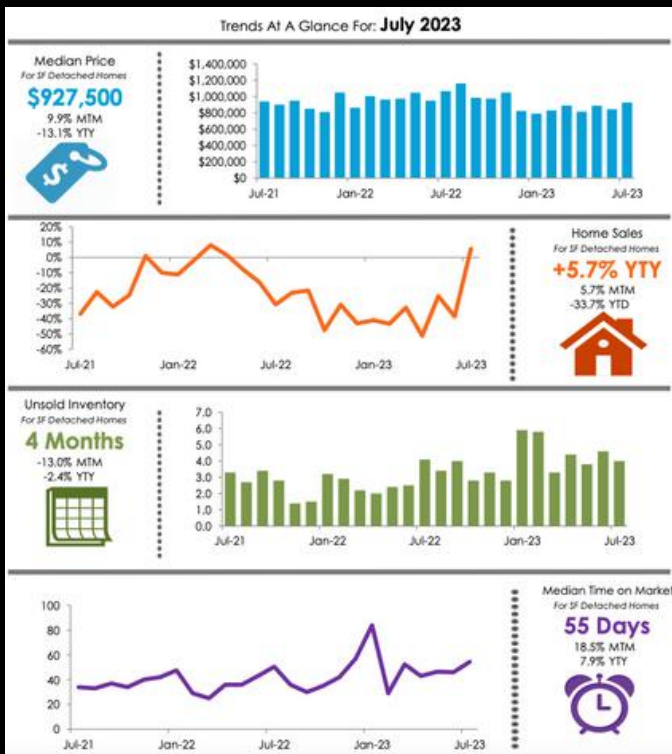 Trends At A Glance For: July 2023
Median Price
For SF Detached Homes
$927,500
9.9% MTM
-13.1% YTY
$
$1,400,000
$1,200,000
$1,000,000
$800,000
$600,000
$400,000
$200,000
$0
Jul-21 Jan-22 Jul-22 Jan-23 Jul-23
20%
10%
0%
-10%
-20%
-30%
-40%
-50%
-60%
Jul-21 Jan-22 Jul-22 Jan-23 Jul-23
Home Sales
For SF Detached Homes
+5.7% YTY
5.7% MTM
-33.7% YTD
Unsold Inventory
For SF Detached Homes
4 Months
-13.0% MTM
-2.4% YTY
7.0
6.0
5.0
4.0
3.0
2.0
1.0
0.0
Jul-21 Jan-22 Jul-22 Jan-23 Jul-23
100
80
60
40
20
0
Jul-21 Jan-22 Jul-22 Jan-23 Jul-23
Median Time on Market
For SF Detached Homes
55 Days
18.5% MTM
7.9% YTY